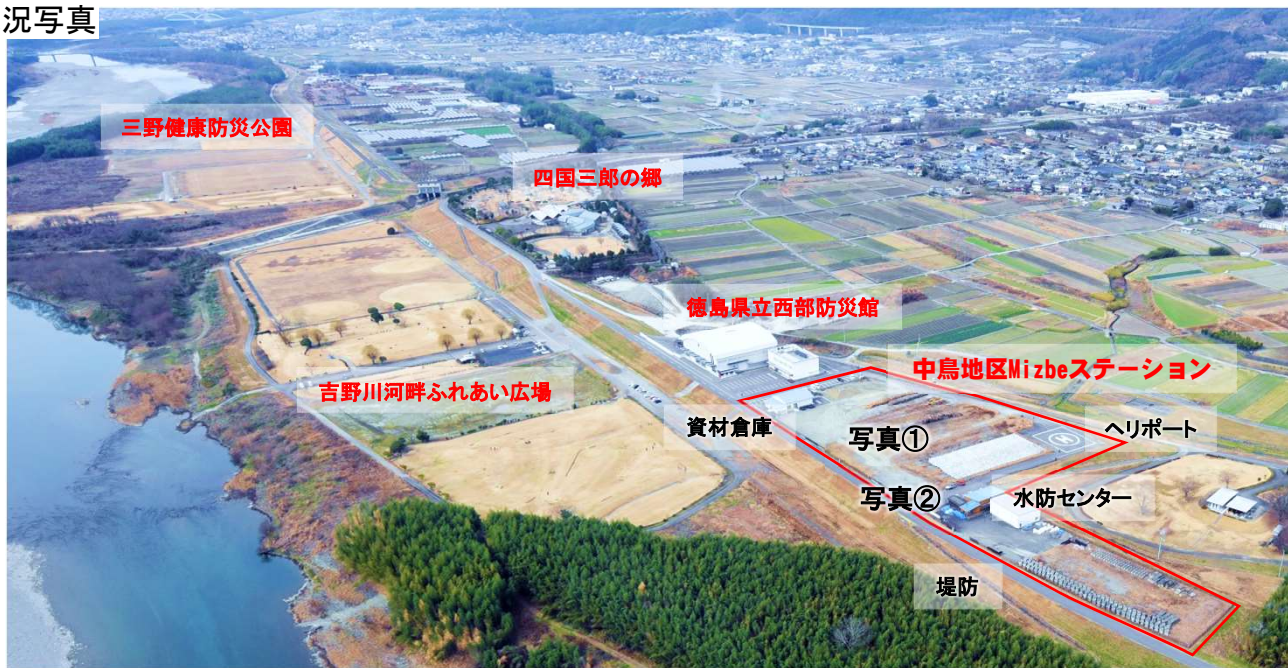 況写真
三野健康防災公園
四国三郎の郷
徳島県立西部防災館
中鳥地区Mizbeステーション
吉野川河畔ふれあい広場
資材倉庫
写真①
ヘリポート
写真②
水防センター
堤防
H